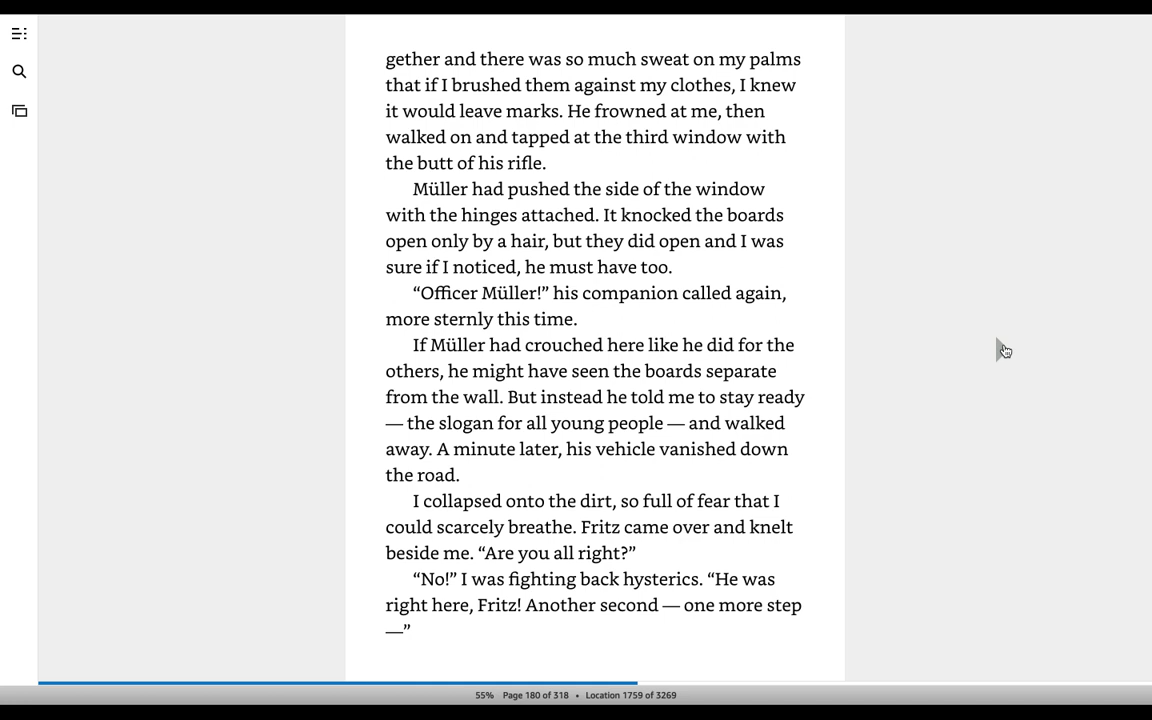 gether and there was so much sweat on my palms
that if I brushed them against my clothes, I knew
it would leave marks. He frowned at me, then
walked on and tapped at the third window with
the butt of his rifle.
Müller had pushed the side of the window
with the hinges attached. It knocked the boards
open only by a hair, but they did open and I was
sure if I noticed, he must have too.
“Officer Müller!” his companion called again,
more sternly this time.
If Müller had crouched here like he did for the
others, he might have seen the boards separate
from the wall. But instead he told me to stay ready
— the slogan for all young people — and walked
away. A minute later, his vehicle vanished down
the road.
I collapsed onto the dirt, so full of fear that I
could scarcely breathe. Fritz came over and knelt
beside me. “Are you all right?”
“No!” I was fighting back hysterics. “He was
right here, Fritz! Another second — one more step
—”
55% Page 180 of 318 • Location 1759 of 3269